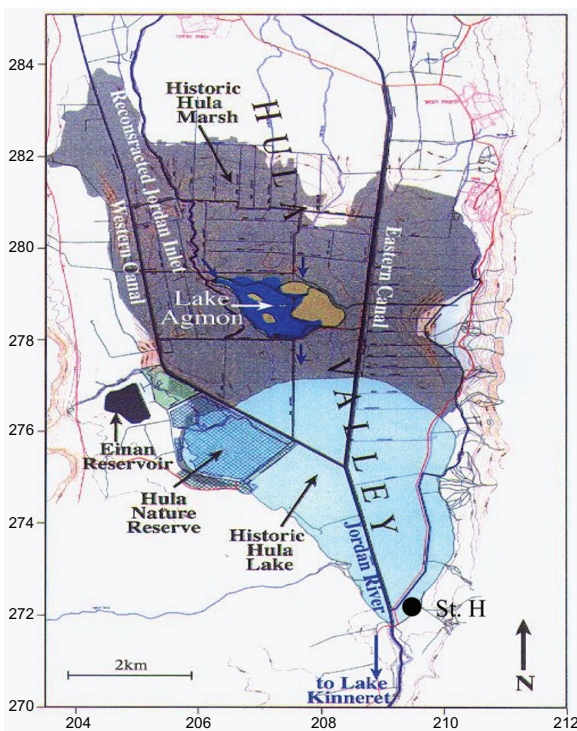 284
282
280
278
276
274
272
270
204
206
208
210
212
Historic
Hula
Marsh
HULA
VALLEY
Reconsracted Jordan Inlet
Western Canal
Eastern Canal
Lake
Agmon
Einan
Reservoir
Hula
Nature
Reserve
Historic
Hula
Lake
Jordan River
St. H
2km
to Lake
Kinneret
N